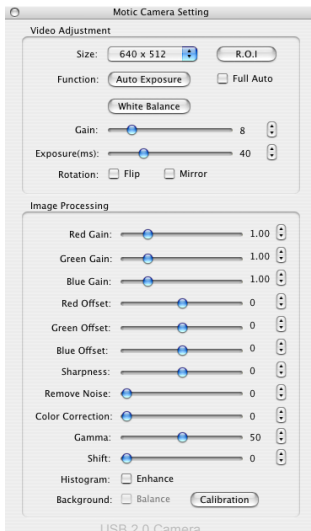 Motic Camera Setting
Video Adjustment
Size: 640 x 512 R.O.I
Function: Auto Exposure Full Auto
White Balance
Gain: 8
Exposure(ms): 40
Rotation: Flip Mirror
Image Processing
Red Gain: 1.00
Green Gain: 1.00
Blue Gain: 1.00
Red Offset: 0
Green Offset: 0
Blue Offset: 0
Sharpness: 0
Remove Noise: 0
Color Correction: 0
Gamma: 50
Shift: 0
Histogram: Enhance
Background: Balance Calibration
USB 2.0 Camera